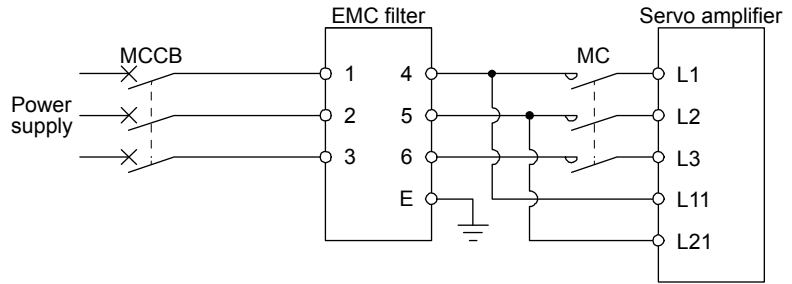 EMC filter
Servo amplifier
MCCB
MC
1
4
L1
Power
supply
2
5
L2
3
6
L3
E
L11
L21